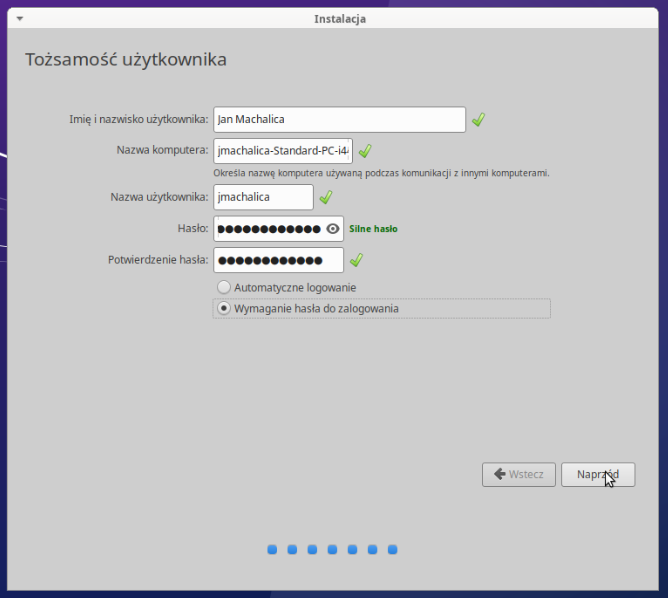 Instalacja
Tożsamość użytkownika
Imię i nazwisko użytkownika: Jan Machalica
Nazwa komputera: jmachalica-Standard-PC-i4
Określa nazwę komputera używaną podczas komunikacji z innymi komputerami.
Nazwa użytkownika: jmachalica
Hasło: ●●●●●●●●●●●● Silne hasło
Potwierdzenie hasła: ●●●●●●●●●●●●
Automatyczne logowanie
Wymaganie hasła do zalogowania
Wstecz Naprzód